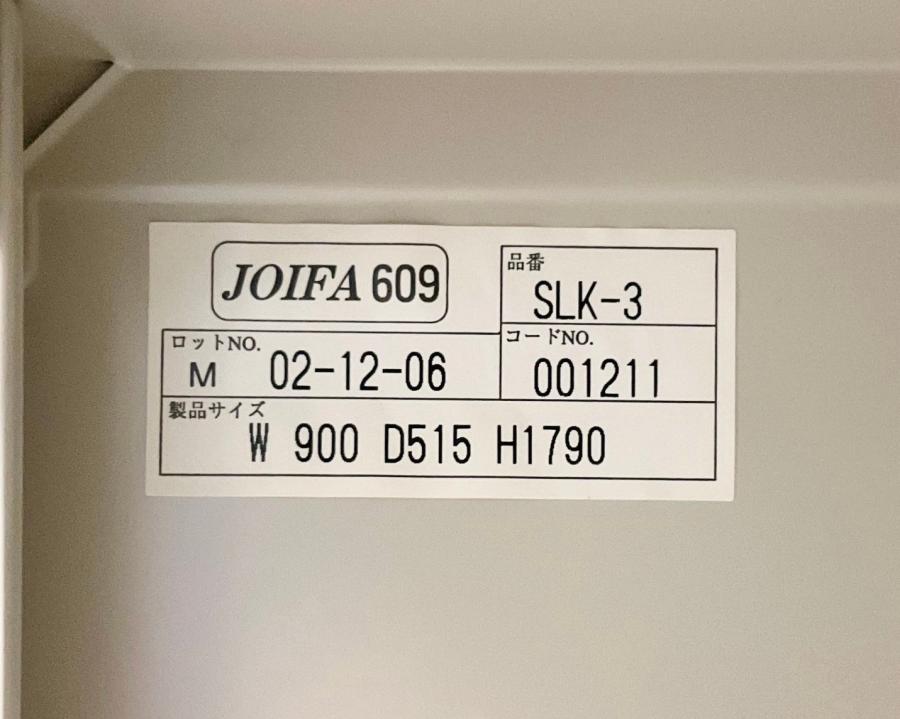 JOIFA 609
品番
SLK-3
ロットNO.
M 02-12-06
コードNO.
001211
製品サイズ
W 900 D515 H1790